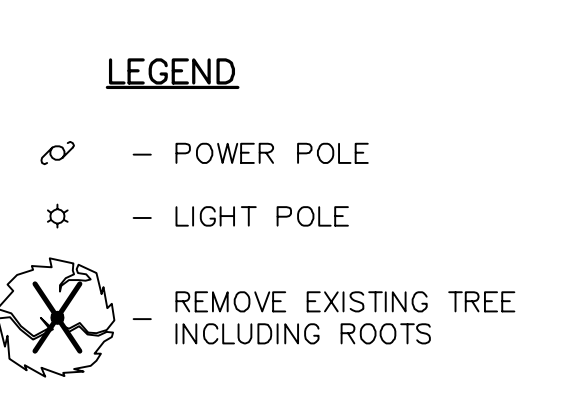 LEGEND
— POWER POLE
— LIGHT POLE
— REMOVE EXISTING TREE
INCLUDING ROOTS